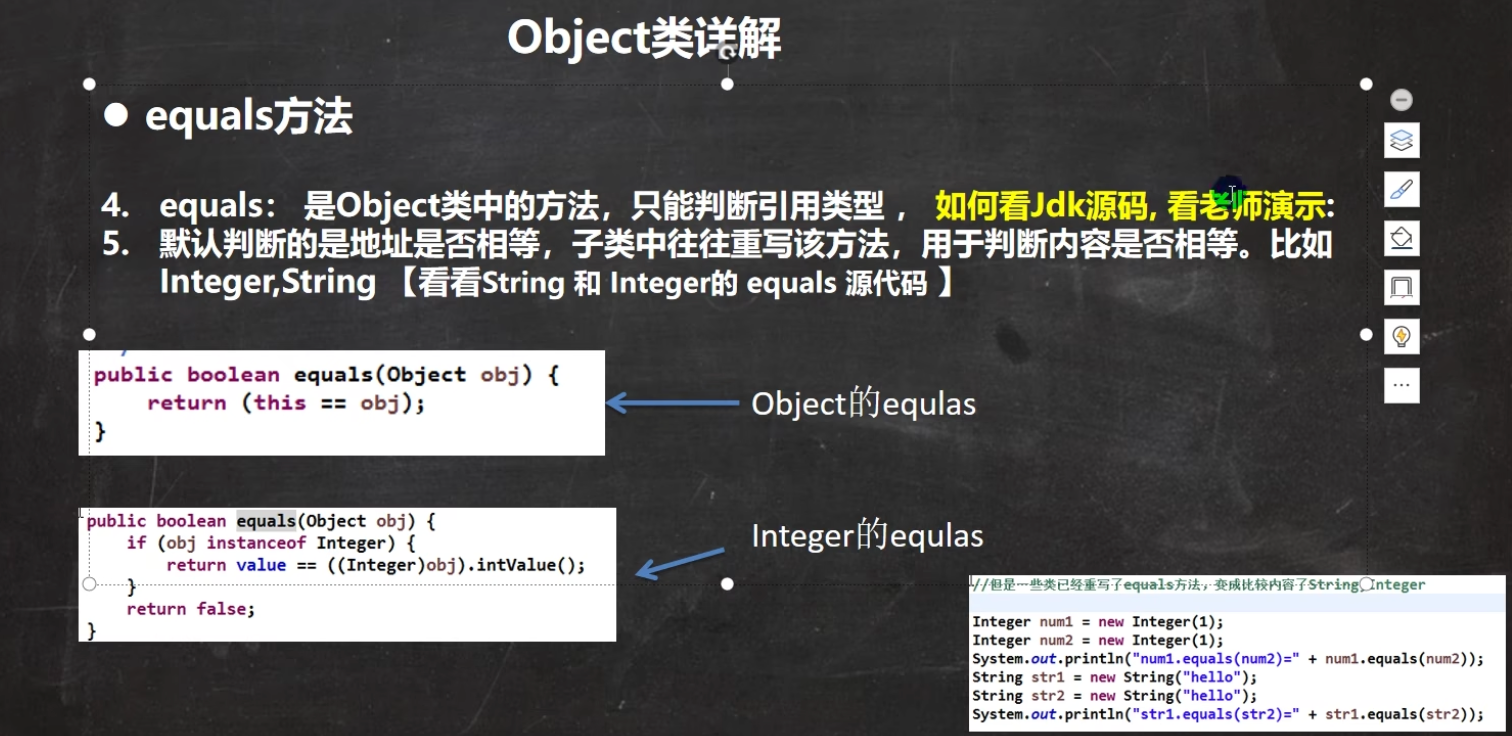 Object类详解
● equals方法
4. equals： 是Object类中的方法，只能判断引用类型 ， 如何看Jdk源码, 看老师演示:
5. 默认判断的是地址是否相等，子类中往往重写该方法，用于判断内容是否相等。比如
Integer,String 【看看String 和 Integer的 equals 源代码 】
public boolean equals(Object obj) {
return (this == obj);
}
Object的equlas
public boolean equals(Object obj) {
if (obj instanceof Integer) {
return value == ((Integer)obj).intValue();
}
return false;
}
Integer的equlas
//但是一些类已经重写了equals方法，变成比较内容了String,Integer
Integer num1 = new Integer(1);
Integer num2 = new Integer(1);
System.out.println("num1.equals(num2)=" + num1.equals(num2));
String str1 = new String("hello");
String str2 = new String("hello");
System.out.println("str1.equals(str2)=" + str1.equals(str2));